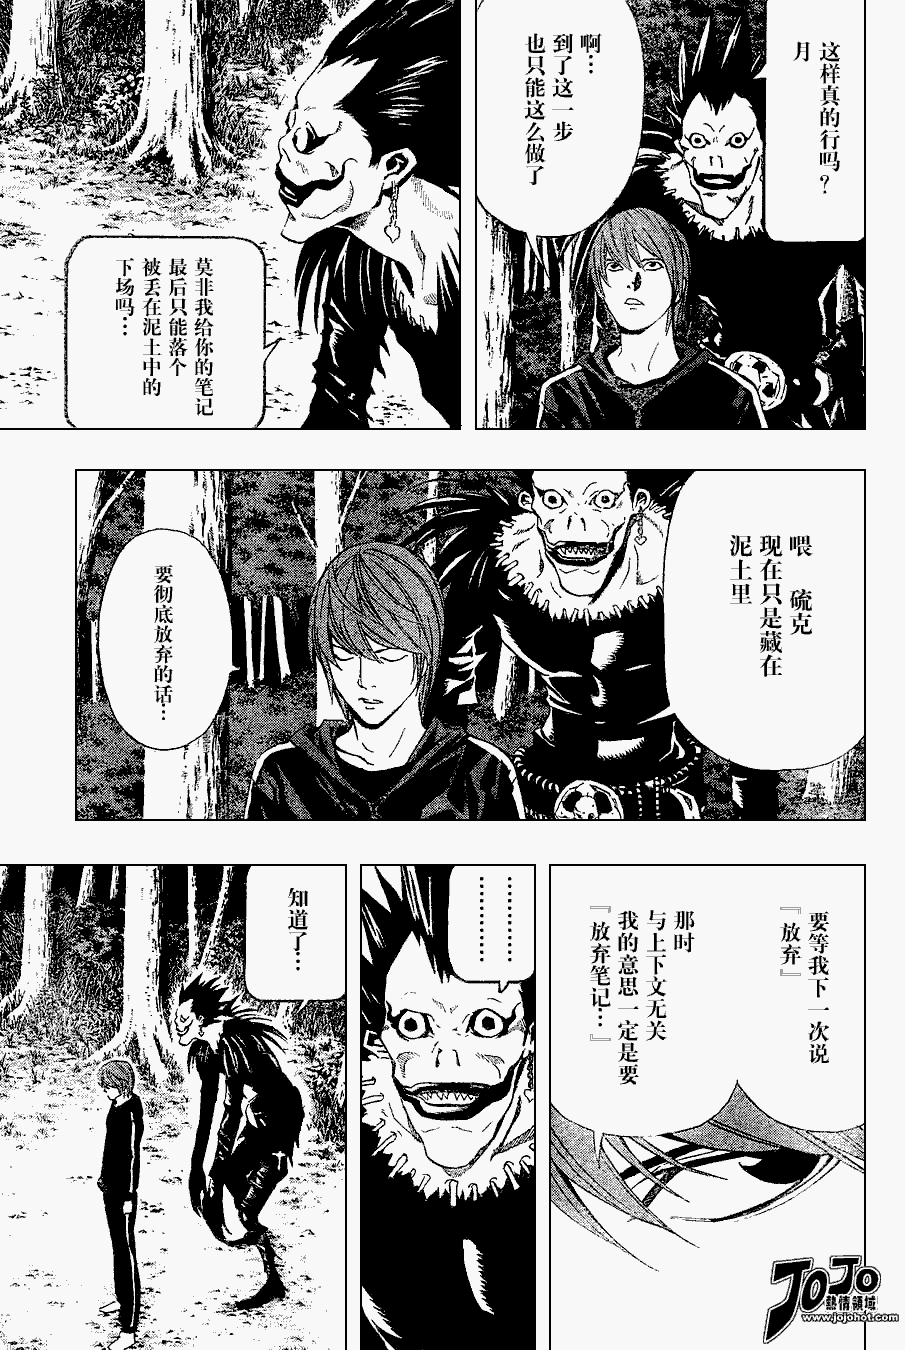 这样真的行吗？
月
啊…
到了这一步
也只能这么做
了
莫非我给你的笔记
最后只能落个
被丢在泥土中的
下场吗…
喂　硫克
现在只是藏在
泥土里
要彻底放弃的话…
要等我下一次说
『放弃』
那时
与上下文无关
我的意思一定是要
『放弃笔记…』
………
………
知道了…
JOJO
熱情領域
www.jojohot.com